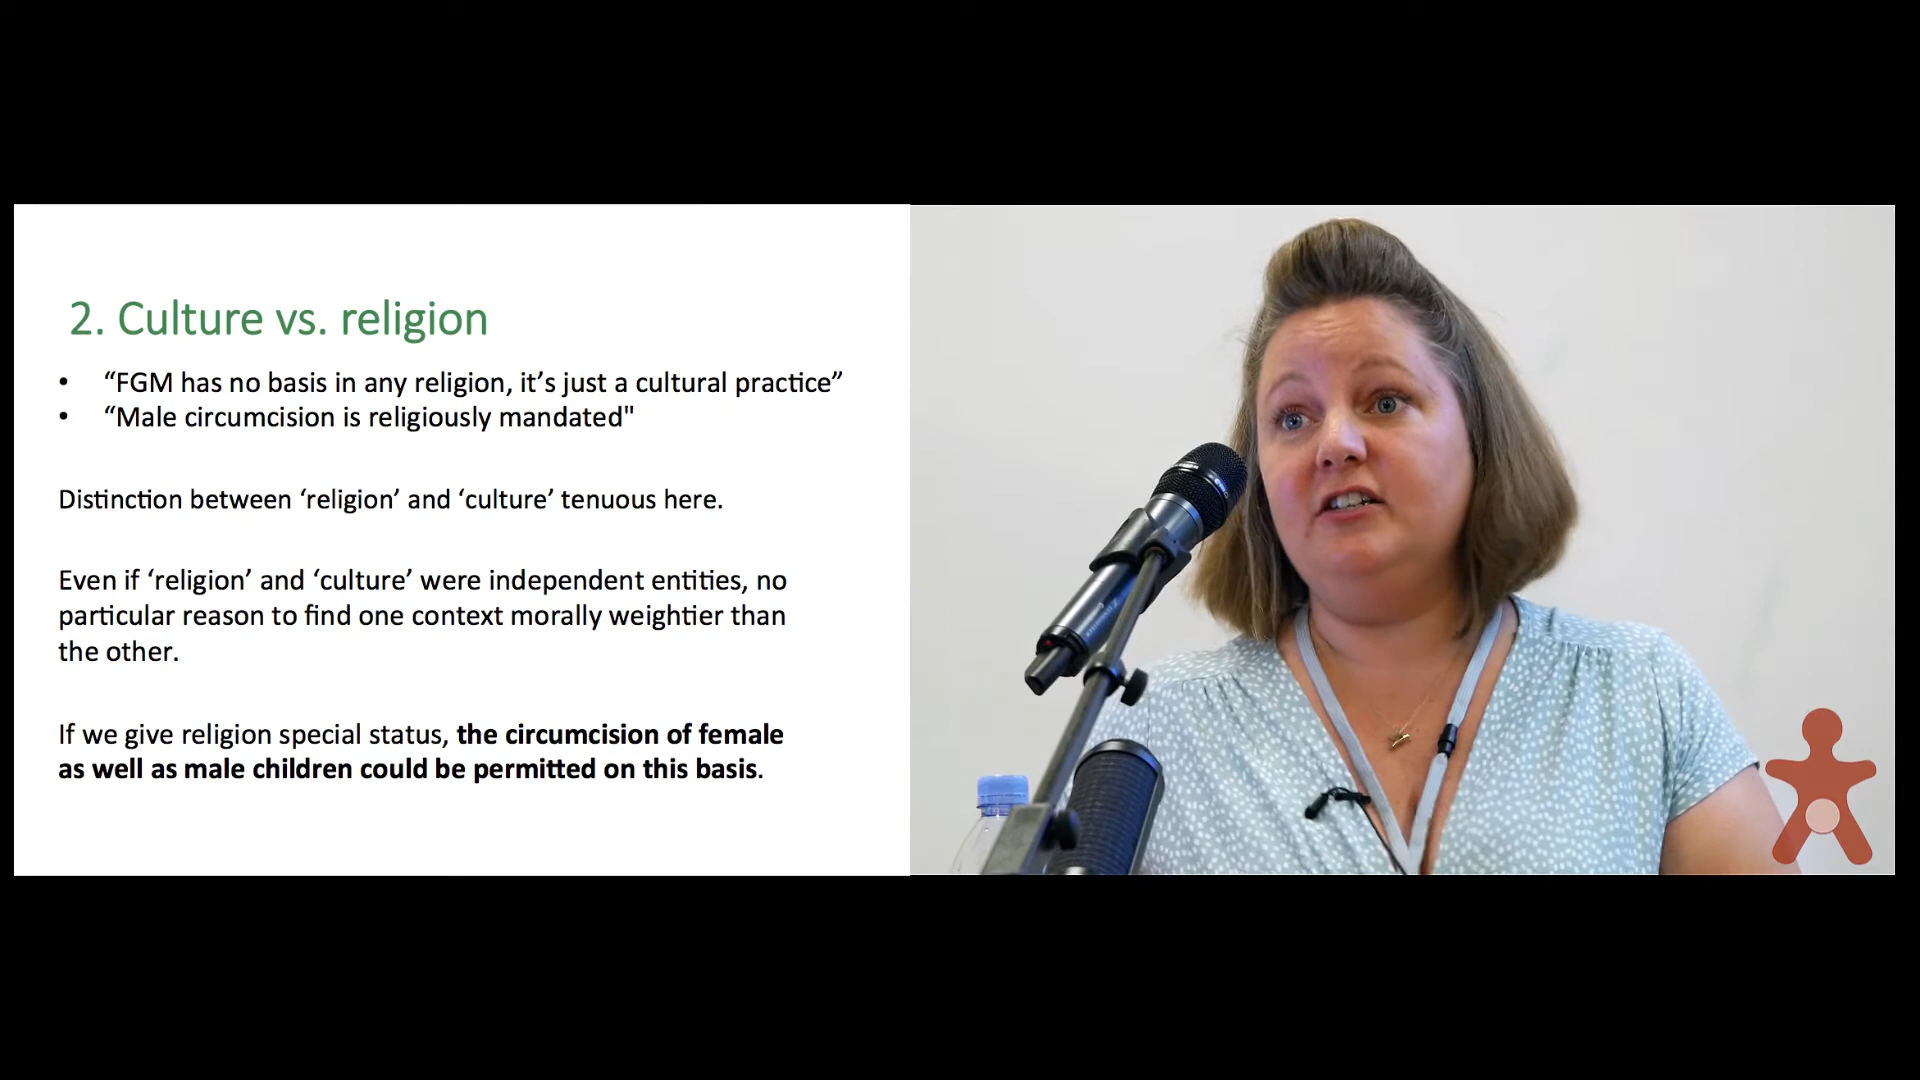 2. Culture vs. religion
• “FGM has no basis in any religion, it’s just a cultural practice”
• “Male circumcision is religiously mandated"
Distinction between ‘religion’ and ‘culture’ tenuous here.
Even if ‘religion’ and ‘culture’ were independent entities, no
particular reason to find one context morally weightier than
the other.
If we give religion special status, the circumcision of female
as well as male children could be permitted on this basis.